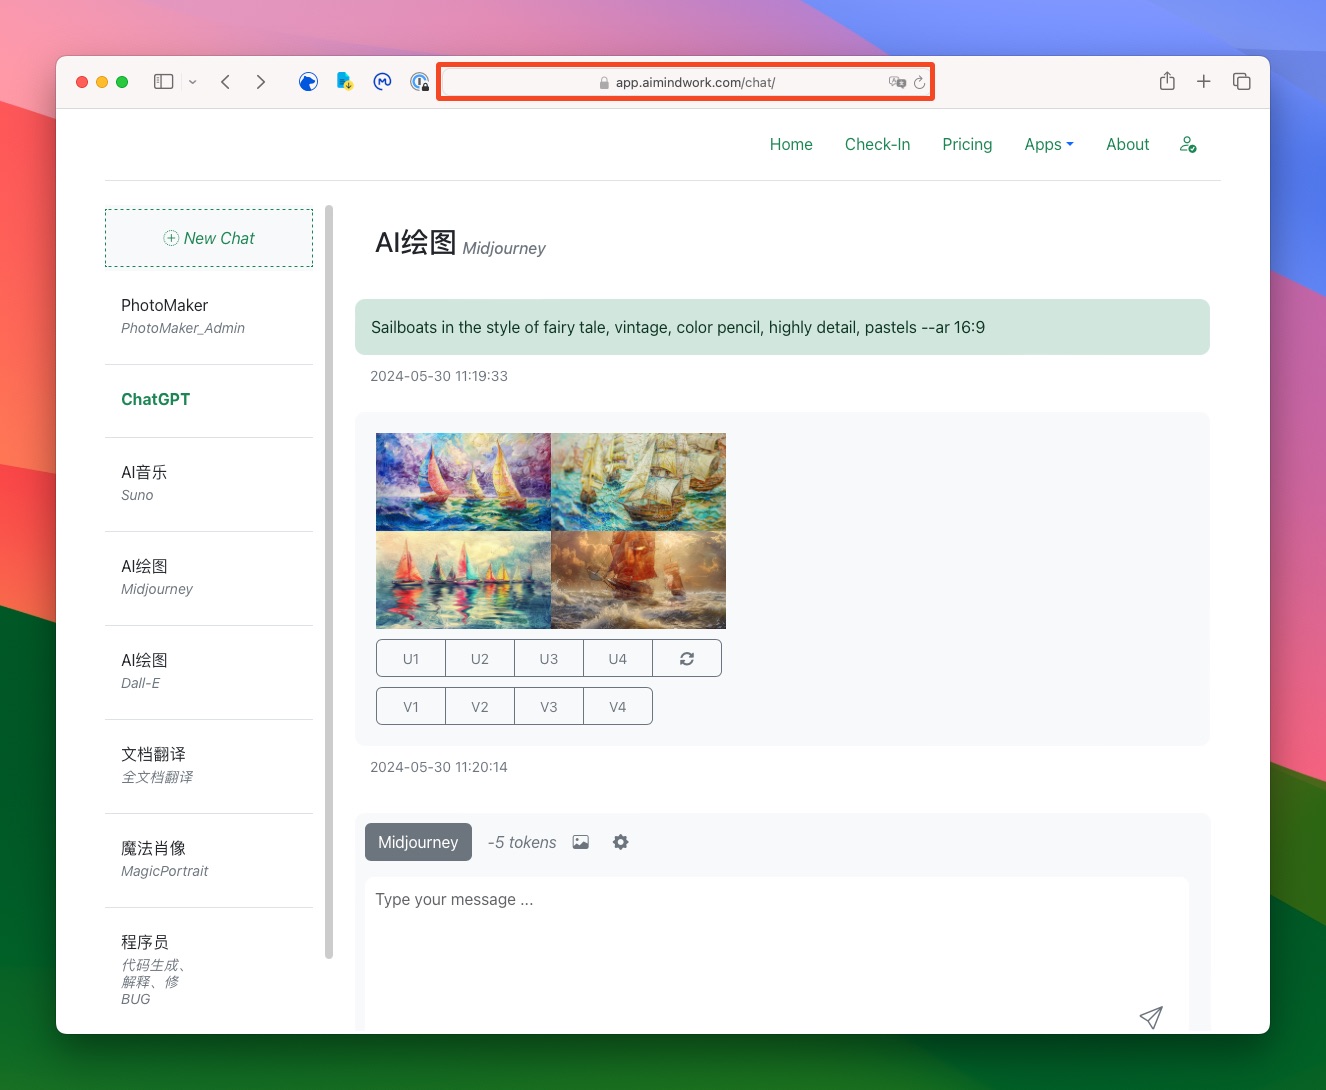 app.aimindwork.com/chat/
Home Check-In Pricing Apps About
New Chat
PhotoMaker
PhotoMaker_Admin
ChatGPT
AI音乐
Suno
AI绘图
Midjourney
AI绘图
Dall-E
文档翻译
全文档翻译
魔法肖像
MagicPortrait
程序员
代码生成、
解释、修
BUG
AI绘图 Midjourney
Sailboats in the style of fairy tale, vintage, color pencil, highly detail, pastels --ar 16:9
2024-05-30 11:19:33
U1 U2 U3 U4
V1 V2 V3 V4
2024-05-30 11:20:14
Midjourney -5 tokens
Type your message ...